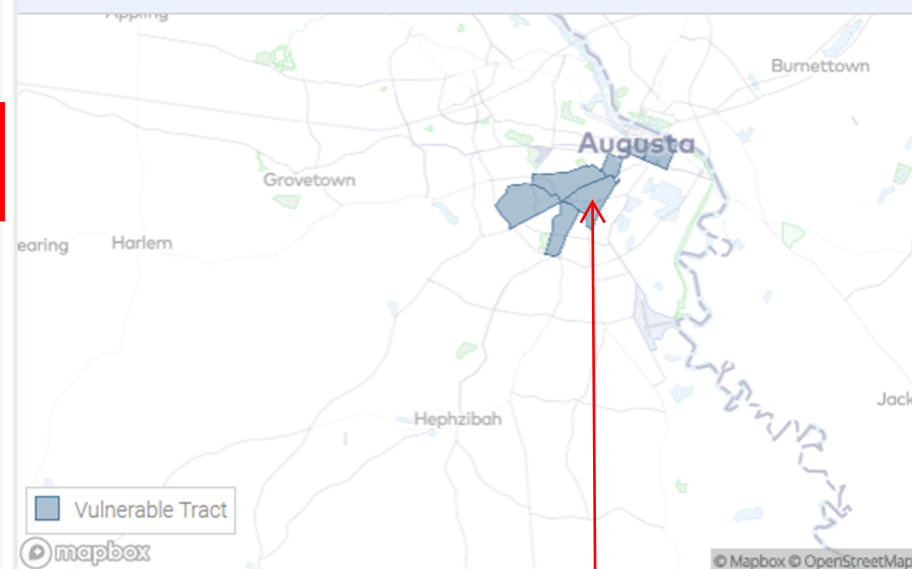 Appling
Burnettown
Augusta
Grovetown
earing
Harlem
Jack
Hephzibah
Vulnerable Tract
mapbox
© Mapbox © OpenStreetMap